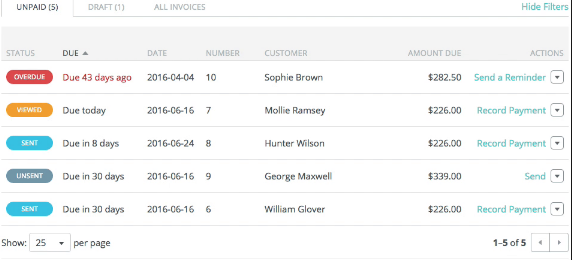 UNPAID (5) DRAFT (1) ALL INVOICES Hide Filters
STATUS DUE DATE NUMBER CUSTOMER AMOUNT DUE ACTIONS
OVERDUE Due 43 days ago 2016-04-04 10 Sophie Brown $282.50 Send a Reminder
VIEWED Due today 2016-06-16 7 Mollie Ramsey $226.00 Record Payment
SENT Due in 8 days 2016-06-24 8 Hunter Wilson $226.00 Record Payment
UNSENT Due in 30 days 2016-06-16 9 George Maxwell $339.00 Send
SENT Due in 30 days 2016-06-16 6 William Glover $226.00 Record Payment
Show: 25 per page 1–5 of 5